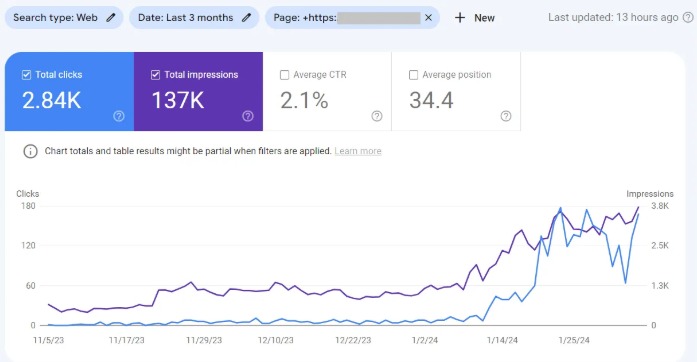 Search type: Web Date: Last 3 months Page: +https: New Last updated: 13 hours ago
Total clicks Total impressions Average CTR Average position
2.84K 137K 2.1% 34.4
Chart totals and table results might be partial when filters are applied. Learn more
Clicks Impressions
180 3.8K
120 2.5K
60 1.3K
0 0
11/5/23 11/17/23 11/29/23 12/10/23 12/22/23 1/2/24 1/14/24 1/25/24